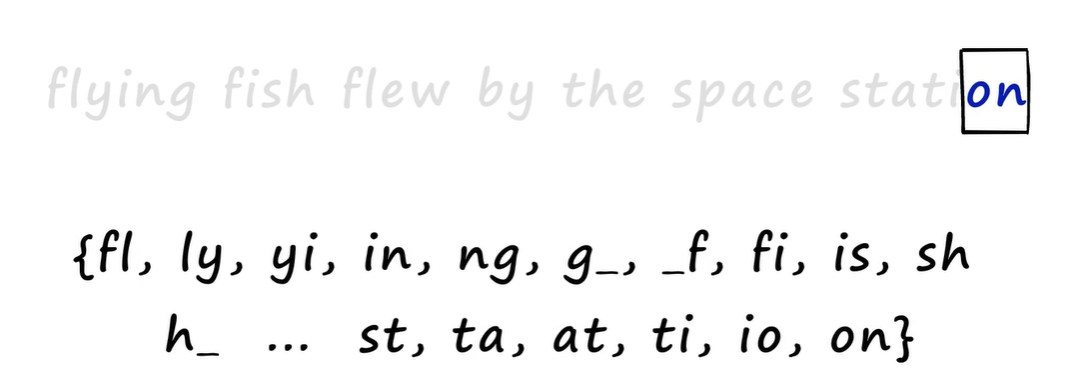 flying fish flew by the space station
{fl, ly, yi, in, ng, g_, _f, fi, is, sh
h_ ... st, ta, at, ti, io, on}